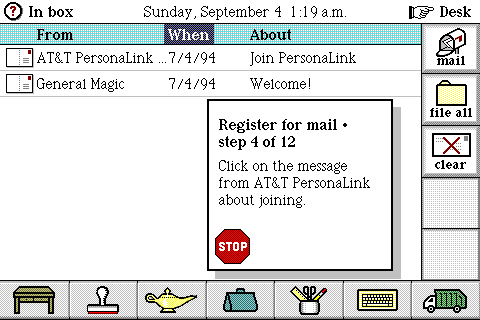 ? In box Sunday, September 4 1:19 a.m. Desk
From When About
AT&T PersonaLink ... 7/4/94 Join PersonaLink
General Magic 7/4/94 Welcome!
mail
file all
clear
Register for mail •
step 4 of 12
Click on the message
from AT&T PersonaLink
about joining.
STOP